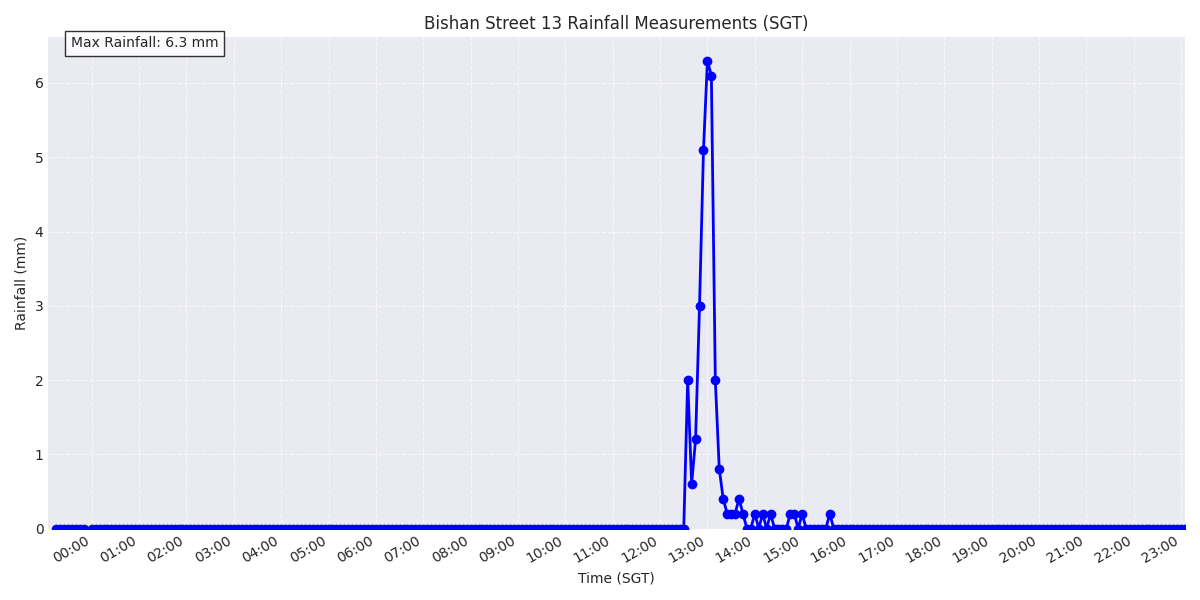 Bishan Street 13 Rainfall Measurements (SGT)
Max Rainfall: 6.3 mm
Rainfall (mm)
6
5
4
3
2
1
0
00:00 01:00 02:00 03:00 04:00 05:00 06:00 07:00 08:00 09:00 10:00 11:00 12:00 13:00 14:00 15:00 16:00 17:00 18:00 19:00 20:00 21:00 22:00 23:00
Time (SGT)